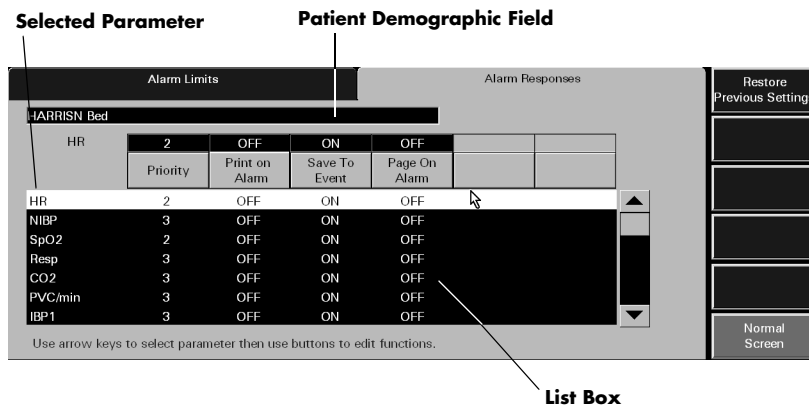 Selected Parameter Patient Demographic Field
Alarm Limits Alarm Responses Restore
Previous Setting
HARRISN Bed
HR 2 OFF ON OFF
Priority Print on Alarm Save To Event Page On Alarm
HR 2 OFF ON OFF
NIBP 3 OFF ON OFF
SpO2 2 OFF ON OFF
Resp 3 OFF ON OFF
CO2 3 OFF ON OFF
PVC/min 3 OFF ON OFF
IBP1 3 OFF ON OFF
Use arrow keys to select parameter then use buttons to edit functions.
Normal
Screen
List Box